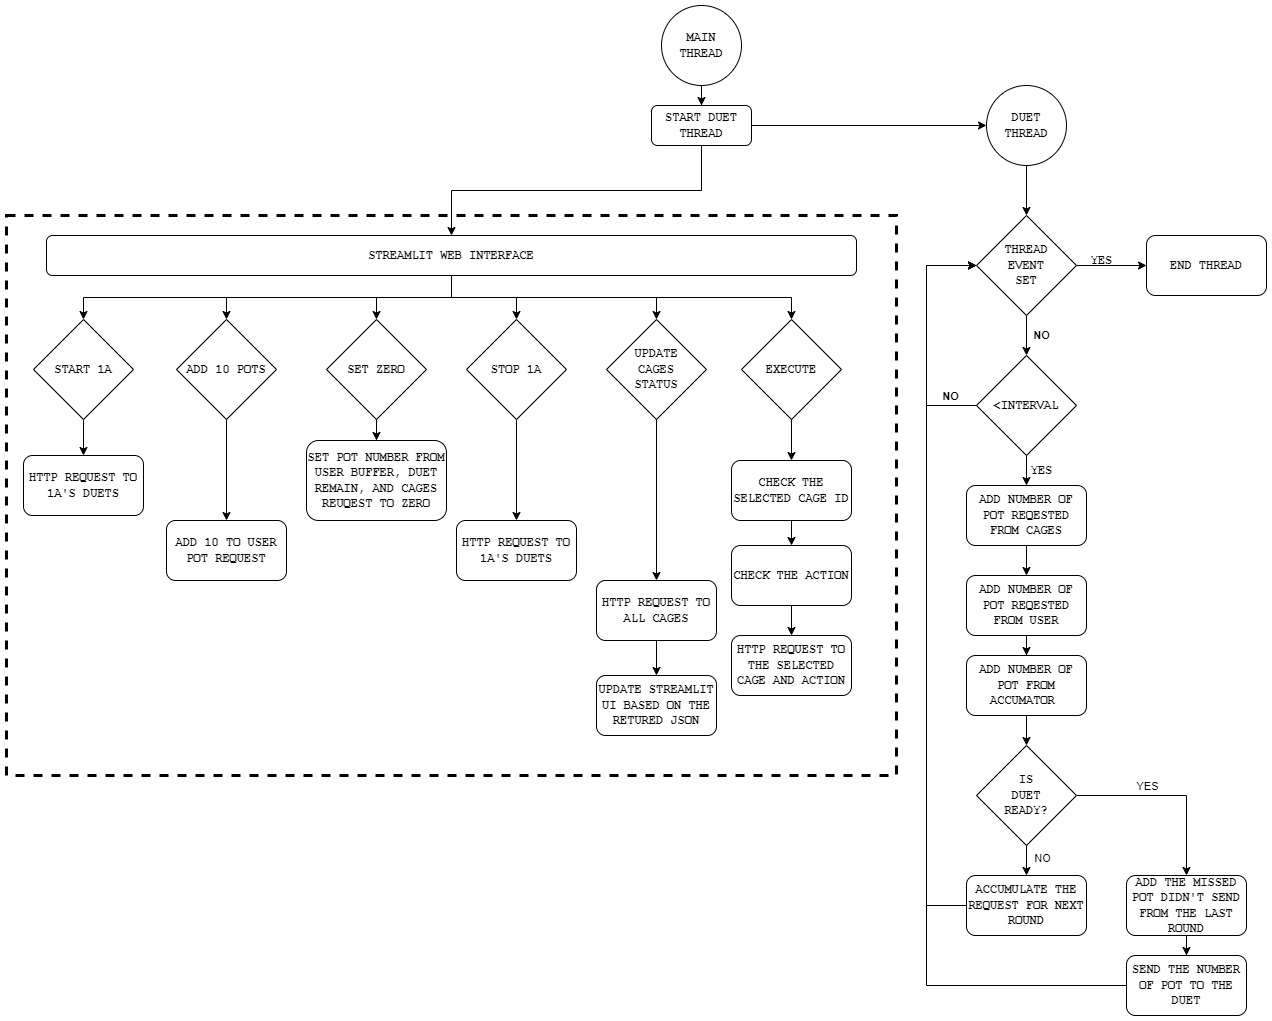 MAIN
THREAD
START DUET
THREAD
DUET
THREAD
STREAMLIT WEB INTERFACE
START 1A
ADD 10 POTS
SET ZERO
STOP 1A
UPDATE
CAGES
STATUS
EXECUTE
HTTP REQUEST TO
1A'S DUETS
ADD 10 TO USER
POT REQUEST
SET POT NUMBER FROM
USER BUFFER, DUET
REMAIN, AND CAGES
REUQEST TO ZERO
HTTP REQUEST TO
1A'S DUETS
HTTP REQUEST TO
ALL CAGES
UPDATE STREAMLIT
UI BASED ON THE
RETURED JSON
CHECK THE
SELECTED CAGE ID
CHECK THE ACTION
HTTP REQUEST TO
THE SELECTED
CAGE AND ACTION
THREAD
EVENT
SET
YES
END THREAD
NO
<INTERVAL
NO
YES
ADD NUMBER OF
POT REQESTED
FROM CAGES
ADD NUMBER OF
POT REQESTED
FROM USER
ADD NUMBER OF
POT FROM
ACCUMATOR
IS
DUET
READY?
YES
NO
ACCUMULATE THE
REQUEST FOR NEXT
ROUND
ADD THE MISSED
POT DIDN'T SEND
FROM THE LAST
ROUND
SEND THE NUMBER
OF POT TO THE
DUET